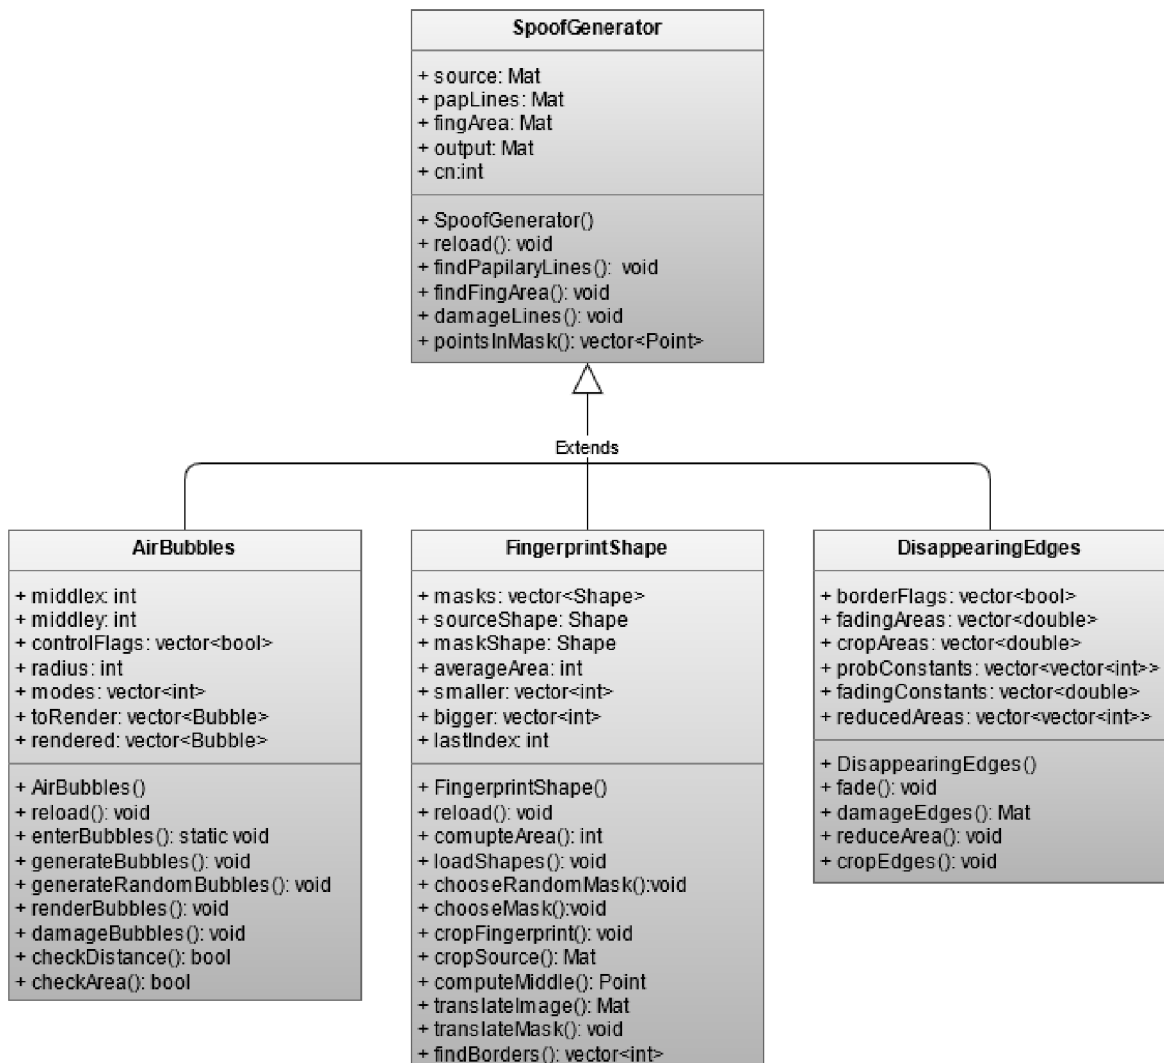 SpoofGenerator
+ source: Mat
+ papLines: Mat
+ fingArea: Mat
+ output: Mat
+ cn:int
+ SpoofGenerator()
+ reload(): void
+ findPapilaryLines(): void
+ findFingArea(): void
+ damageLines(): void
+ pointsInMask(): vector<Point>
Extends
AirBubbles
+ middlex: int
+ middley: int
+ controlFlags: vector<bool>
+ radius: int
+ modes: vector<int>
+ toRender: vector<Bubble>
+ rendered: vector<Bubble>
+ AirBubbles()
+ reload(): void
+ enterBubbles(): static void
+ generateBubbles(): void
+ generateRandomBubbles(): void
+ renderBubbles(): void
+ damageBubbles(): void
+ checkDistance(): bool
+ checkArea(): bool
FingerprintShape
+ masks: vector<Shape>
+ sourceShape: Shape
+ maskShape: Shape
+ averageArea: int
+ smaller: vector<int>
+ bigger: vector<int>
+ lastIndex: int
+ FingerprintShape()
+ reload(): void
+ comupteArea(): int
+ loadShapes(): void
+ chooseRandomMask():void
+ chooseMask():void
+ cropFingerprint(): void
+ cropSource(): Mat
+ computeMiddle(): Point
+ translateImage(): Mat
+ translateMask(): void
+ findBorders(): vector<int>
DisappearingEdges
+ borderFlags: vector<bool>
+ fadingAreas: vector<double>
+ cropAreas: vector<double>
+ probConstants: vector<vector<int>>
+ fadingConstants: vector<double>
+ reducedAreas: vector<vector<int>>
+ DisappearingEdges()
+ fade(): void
+ damageEdges(): Mat
+ reduceArea(): void
+ cropEdges(): void